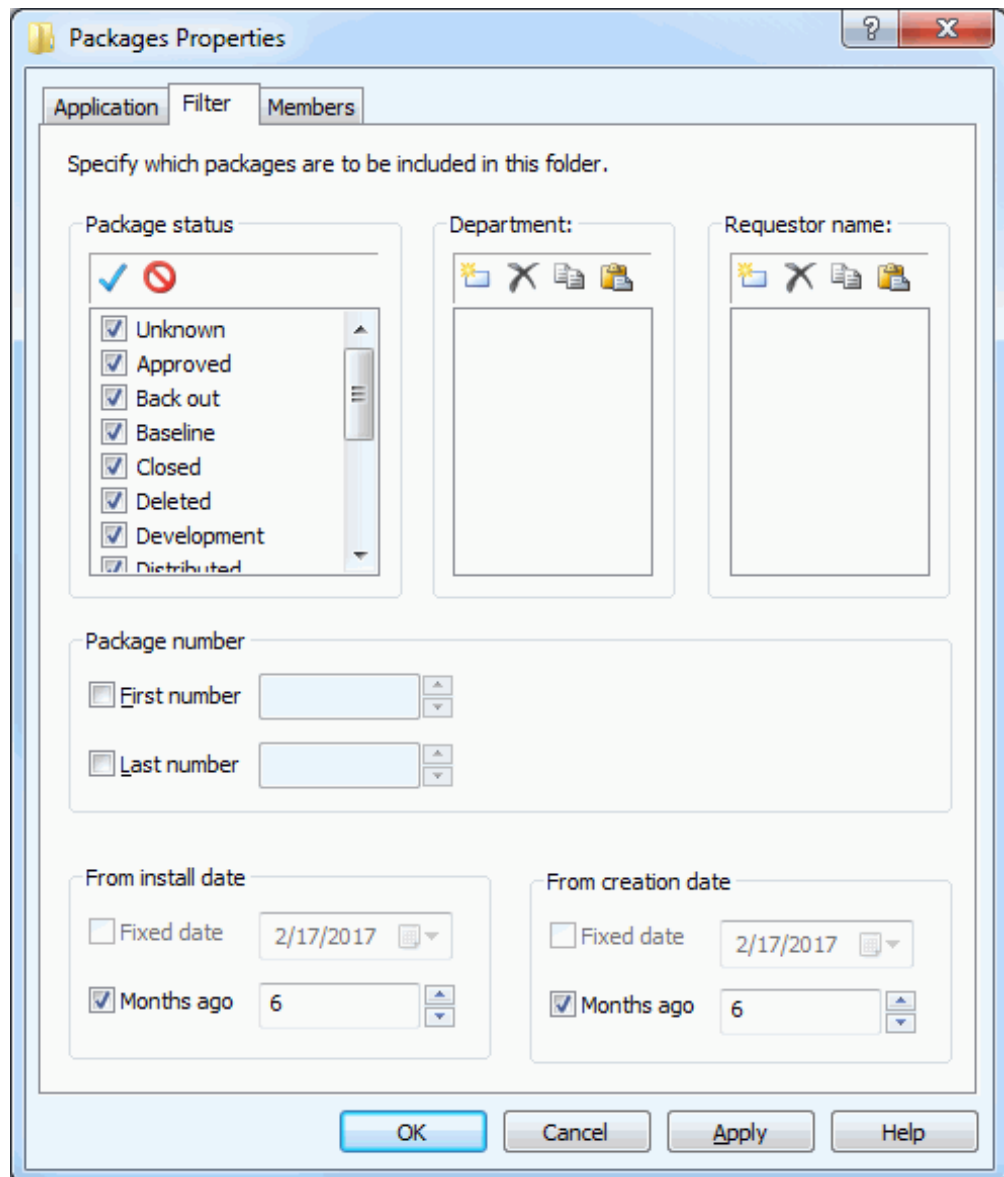 Packages Properties
Application Filter Members
Specify which packages are to be included in this folder.
Package status
Department:
Requestor name:
Unknown
Approved
Back out
Baseline
Closed
Deleted
Development
Distributed
Package number
First number
Last number
From install date
Fixed date 2/17/2017
Months ago 6
From creation date
Fixed date 2/17/2017
Months ago 6
OK Cancel Apply Help